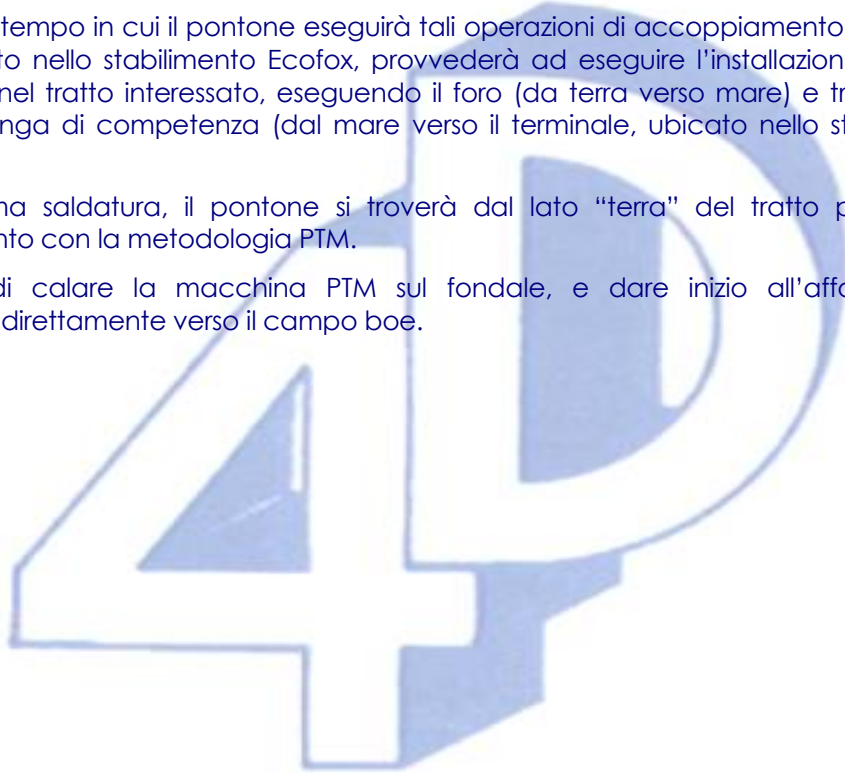 tempo in cui il pontone eseguirà tali operazioni di accoppiamento
to nello stabilimento Ecofox, provvederà ad eseguire l'installazion
nel tratto interessato, eseguendo il foro (da terra verso mare) e tr
nga di competenza (dal mare verso il terminale, ubicato nello st
ma saldatura, il pontone si troverà dal lato “terra” del tratto p
nto con la metodologia PTM.
di calare la macchina PTM sul fondale, e dare inizio all'affo
direttamente verso il campo boe.
4D